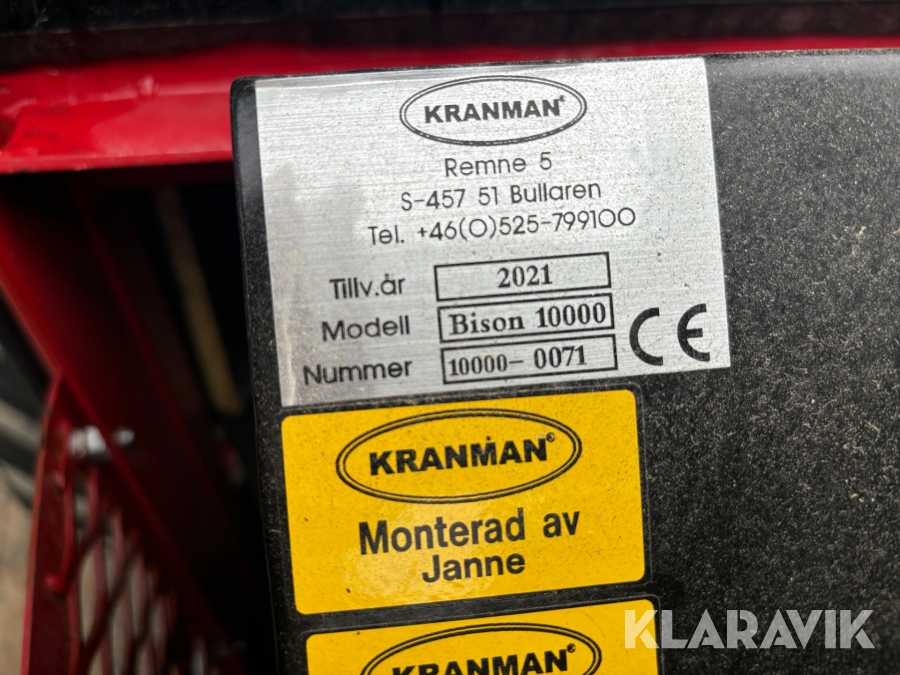 KRANMAN®
Remne 5
S-457 51 Bullaren
Tel. +46(0)525-799100
Tillv.år 2021
Modell Bison 10000
Nummer 10000-0071
CE
KRANMAN®
Monterad av
Janne
KRANMAN®
KLARAVIK